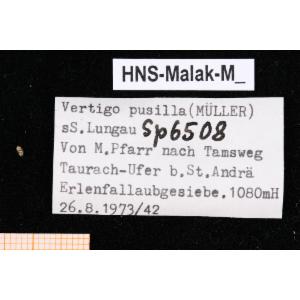 HNS-Malak-M_
Vertigo pusilla(MÜLLER)
sS.Lungau Sp6508
Von M.Pfarr nach Tamsweg
Taurach-Ufer b.St.Andrä
Erlenfallaubgesiebe.1080mH
26.8.1973/42